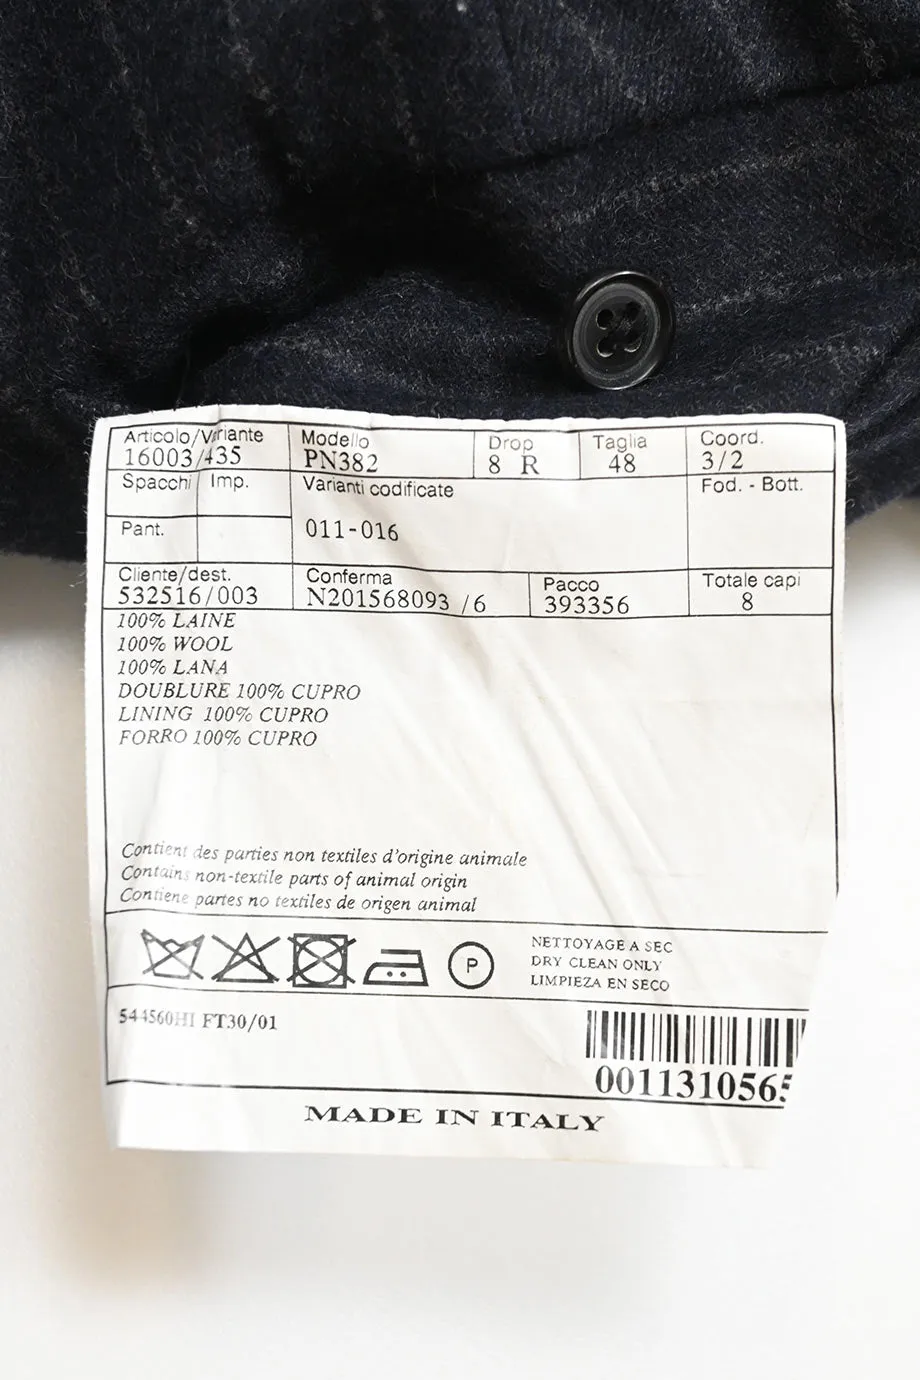 Articolo/Variante Modello Drop Taglia Coord.
16003/435 PN382 8 R 48 3/2
Spacchi Imp. Varianti codificate Fod. - Bott.
Pant. 011-016
Cliente/dest. Conferma Pacco Totale capi
532516/003 N201568093 /6 393356 8
100% LAINE
100% WOOL
100% LANA
DOUBLURE 100% CUPRO
LINING 100% CUPRO
FORRO 100% CUPRO
Contient des parties non textiles d'origine animale
Contains non-textile parts of animal origin
Contiene partes no textiles de origen animal
P
NETTOYAGE A SEC
DRY CLEAN ONLY
LIMPIEZA EN SECO
544560HI FT30/01
0011310565
MADE IN ITALY